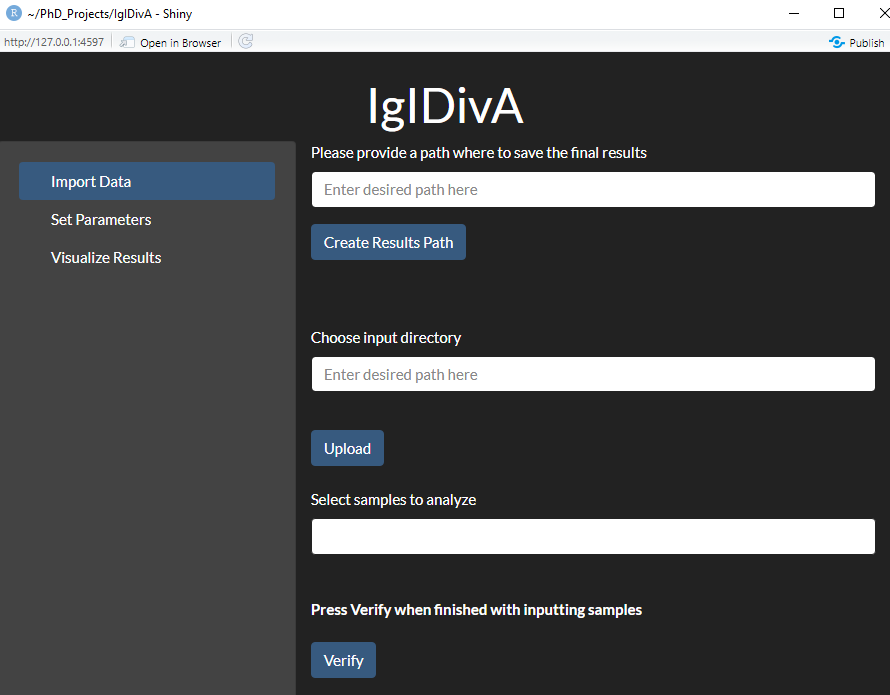 R ~/PhD_Projects/IgIDivA - Shiny
http://127.0.0.1:4597 Open in Browser Publish
IgIDivA
Import Data
Set Parameters
Visualize Results
Please provide a path where to save the final results
Enter desired path here
Create Results Path
Choose input directory
Enter desired path here
Upload
Select samples to analyze
Press Verify when finished with inputting samples
Verify